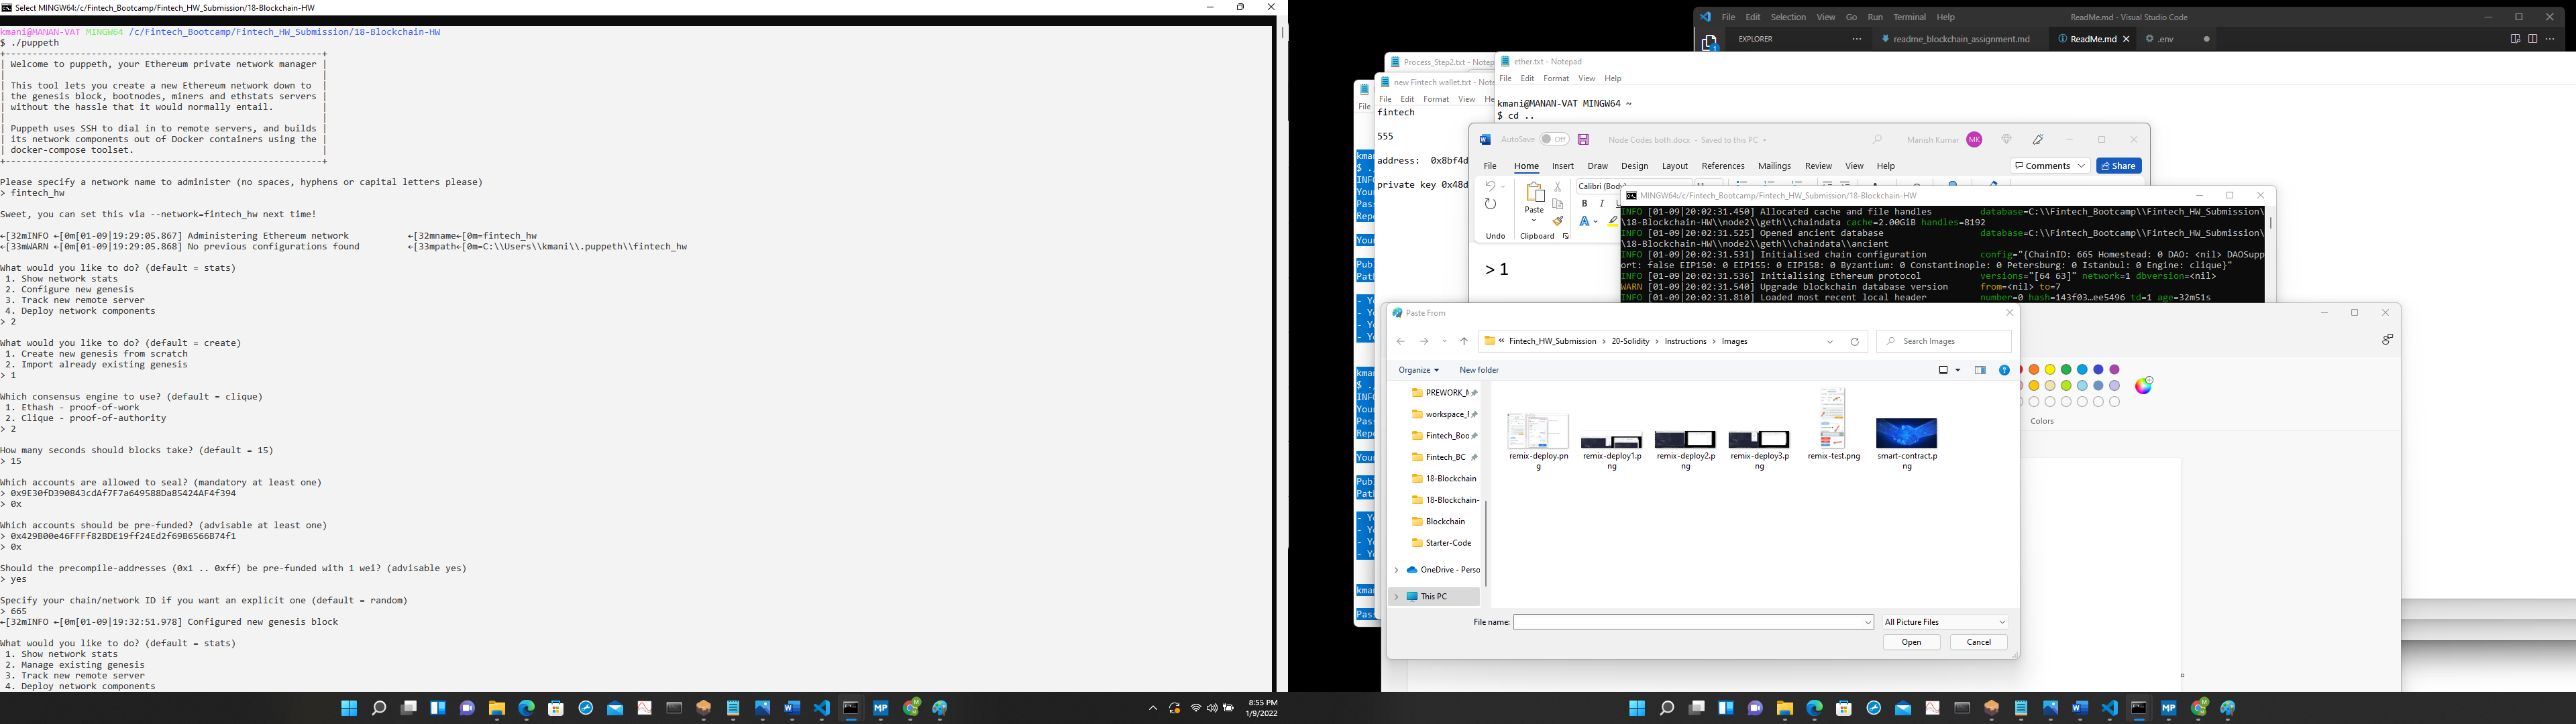 Select MINGW64:/c/Fintech_Bootcamp/Fintech_HW_Submission/18-Blockchain-HW
kmani@MANAN-VAT MINGW64 /c/Fintech_Bootcamp/Fintech_HW_Submission/18-Blockchain-HW
$ ./puppeth
+-----------------------------------------------------------+
| Welcome to puppeth, your Ethereum private network manager |
|                                                           |
| This tool lets you create a new Ethereum network down to  |
| the genesis block, bootnodes, miners and ethstats servers |
| without the hassle that it would normally entail.         |
|                                                           |
| Puppeth uses SSH to dial in to remote servers, and builds |
| its network components out of Docker containers using the |
| docker-compose toolset.                                   |
+-----------------------------------------------------------+
Please specify a network name to administer (no spaces, hyphens or capital letters please)
> fintech_hw
Sweet, you can set this via --network=fintech_hw next time!
←[32mINFO ←[0m[01-09|19:29:05.867] Administering Ethereum network           ←[32mname←[0m=fintech_hw
←[33mWARN ←[0m[01-09|19:29:05.868] No previous configurations found         ←[33mpath←[0m=C:\\Users\\kmani\\.puppeth\\fintech_hw
What would you like to do? (default = stats)
1. Show network stats
2. Configure new genesis
3. Track new remote server
4. Deploy network components
> 2
What would you like to do? (default = create)
1. Create new genesis from scratch
2. Import already existing genesis
> 1
Which consensus engine to use? (default = clique)
1. Ethash - proof-of-work
2. Clique - proof-of-authority
> 2
How many seconds should blocks take? (default = 15)
> 15
Which accounts are allowed to seal? (mandatory at least one)
> 0x9E30fD390843cdAf7F7a649588Da85424AF4f394
> 0x
Which accounts should be pre-funded? (advisable at least one)
> 0x429B00e46FFFf82BDE19ff24Ed2f69B6566B74f1
> 0x
Should the precompile-addresses (0x1 .. 0xff) be pre-funded with 1 wei? (advisable yes)
> yes
Specify your chain/network ID if you want an explicit one (default = random)
> 665
←[32mINFO ←[0m[01-09|19:32:51.978] Configured new genesis block
What would you like to do? (default = stats)
1. Show network stats
2. Manage existing genesis
3. Track new remote server
4. Deploy network components
8:55 PM
1/9/2022
File Edit Selection View Go Run Terminal Help
ReadMe.md - Visual Studio Code
EXPLORER
readme_blockchain_assignment.md
ReadMe.md
.env
Process_Step2.txt - Notep
ether.txt - Notepad
File Edit Format View Help
kmani@MANAN-VAT MINGW64 ~
$ cd ..
new Fintech wallet.txt - Note
File Edit Format View He
fintech
555
address: 0x8bf4d
private key 0x48d
File
kma
$ .
INF
You
Pas
Rep
You
Pub
Pat
- Y
- Y
- Y
- Y
kma
$ .
INF
You
Pas
Rep
You
Pub
Pat
- Y
- Y
- Y
- Y
kma
Pas
AutoSave Off
Node Codes both.docx - Saved to this PC
Manish Kumar MK
File Home Insert Draw Design Layout References Mailings Review View Help
Comments
Share
Calibri (Body)
Paste
B I
Undo
Clipboard
> 1
MINGW64:/c/Fintech_Bootcamp/Fintech_HW_Submission/18-Blockchain-HW
INFO [01-09|20:02:31.450] Allocated cache and file handles         database=C:\\Fintech_Bootcamp\\Fintech_HW_Submission\
\18-Blockchain-HW\\node2\\geth\\chaindata cache=2.00GiB handles=8192
INFO [01-09|20:02:31.525] Opened ancient database                  database=C:\\Fintech_Bootcamp\\Fintech_HW_Submission\
\18-Blockchain-HW\\node2\\geth\\chaindata\\ancient
INFO [01-09|20:02:31.531] Initialised chain configuration          config="{ChainID: 665 Homestead: 0 DAO: <nil> DAOSupp
ort: false EIP150: 0 EIP155: 0 EIP158: 0 Byzantium: 0 Constantinople: 0 Petersburg: 0 Istanbul: 0 Engine: clique}"
INFO [01-09|20:02:31.536] Initialising Ethereum protocol           versions="[64 63]" network=1 dbversion=<nil>
WARN [01-09|20:02:31.540] Upgrade blockchain database version      from=<nil> to=7
INFO [01-09|20:02:31.810] Loaded most recent local header          number=0 hash=143f03…ee5496 td=1 age=32m51s
Paste From
« Fintech_HW_Submission › 20-Solidity › Instructions › Images
Search Images
Organize
New folder
PREWORK_
workspace_
Fintech_Boo
Fintech_BC
18-Blockchain
18-Blockchain-
Blockchain
Starter-Code
OneDrive - Perso
This PC
remix-deploy.pn
g
remix-deploy1.p
ng
remix-deploy2.p
ng
remix-deploy3.p
ng
remix-test.png
smart-contract.p
ng
File name:
All Picture Files
Open
Cancel
Colors